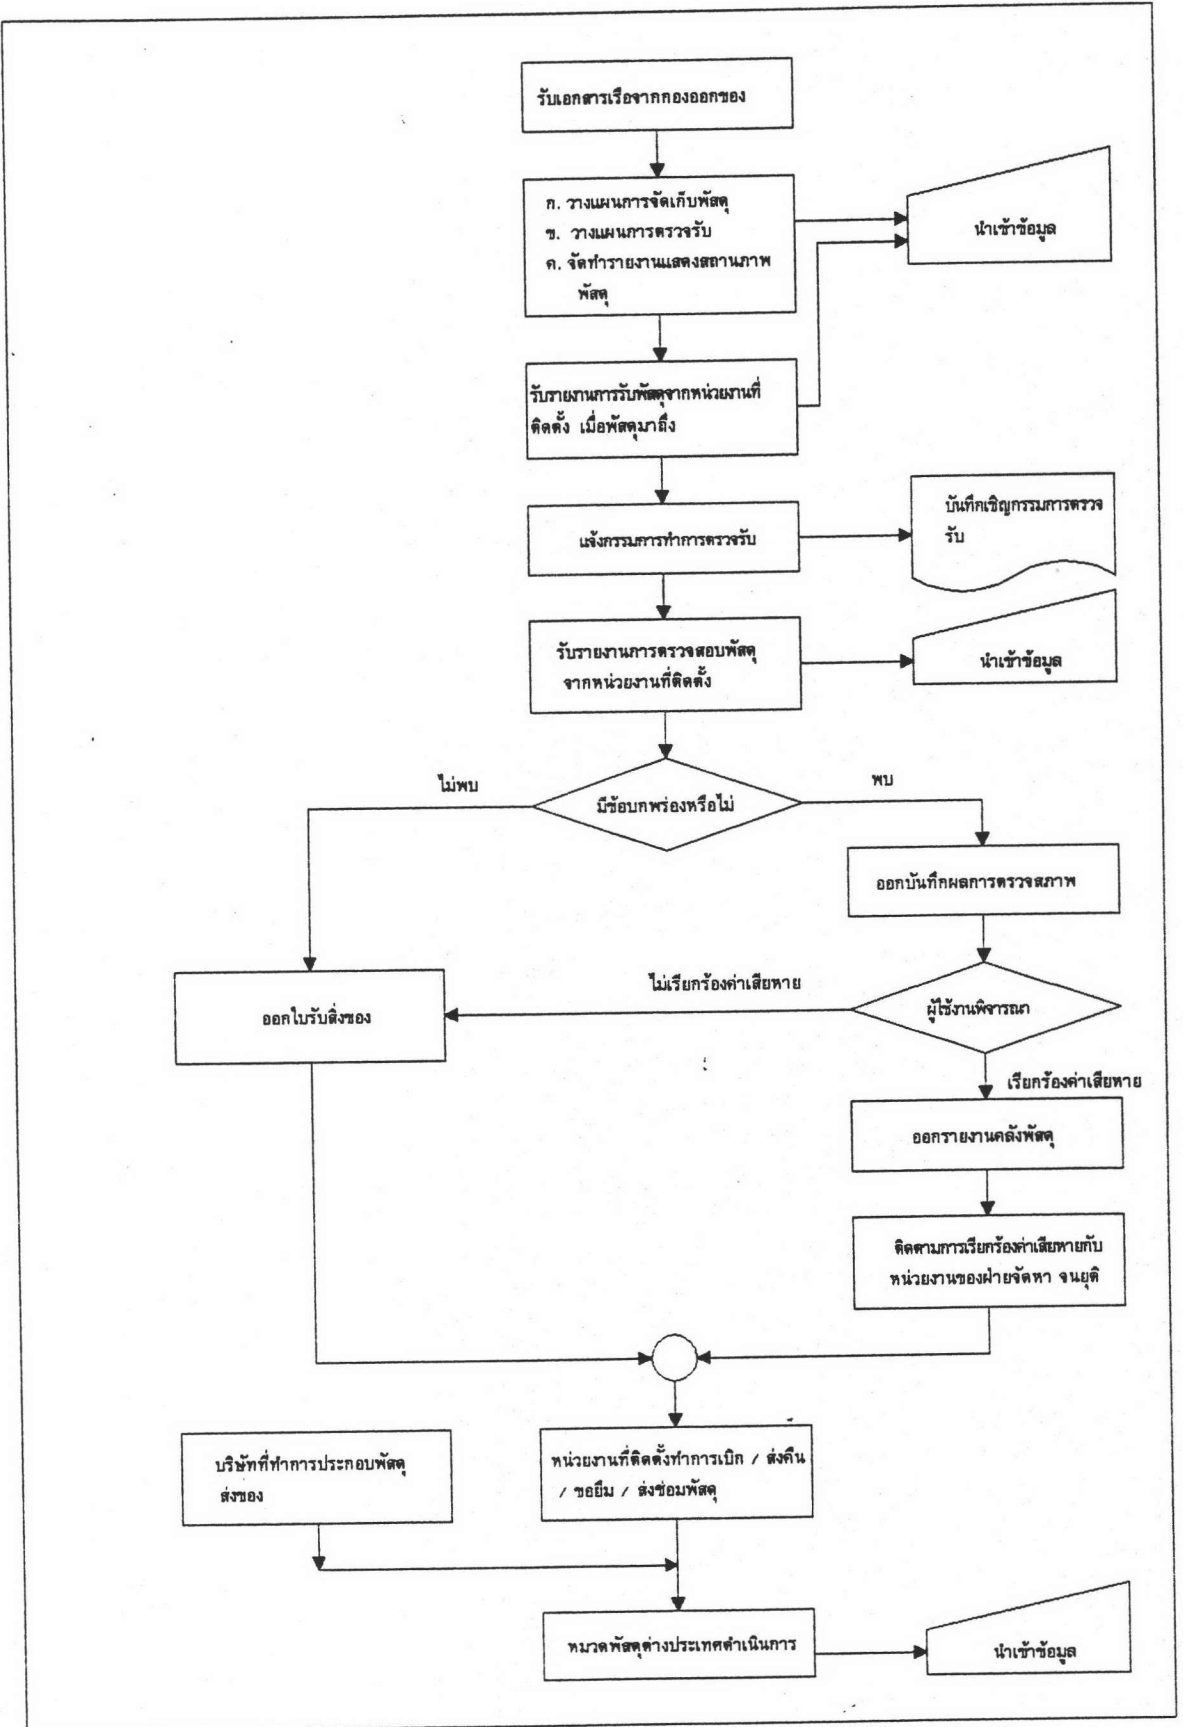 รับเอกสารเรือจากกองออกของ
ก. วางแผนการจัดเก็บพัสดุ
ข. วางแผนการตรวจรับ
ค. จัดทำรายงานแสดงสถานภาพ
พัสดุ
นำเข้าข้อมูล
รับรายงานการรับพัสดุจากหน่วยงานที่
ติดตั้ง เมื่อพัสดุมาถึง
แจ้งกรรมการทำการตรวจรับ
บันทึกเชิญกรรมการตรวจ
รับ
รับรายงานการตรวจสอบพัสดุ
จากหน่วยงานที่ติดตั้ง
นำเข้าข้อมูล
ไม่พบ
มีข้อบกพร่องหรือไม่
พบ
ออกบันทึกผลการตรวจสภาพ
ไม่เรียกร้องค่าเสียหาย
ผู้ใช้งานพิจารณา
ออกใบรับสิ่งของ
เรียกร้องค่าเสียหาย
ออกรายงานคลังพัสดุ
ติดตามการเรียกร้องค่าเสียหายกับ
หน่วยงานของฝ่ายจัดหา จนยุติ
บริษัทที่ทำการประกอบพัสดุ
ส่งของ
หน่วยงานที่ติดตั้งทำการเบิก / ส่งคืน
/ ขอยืม / ส่งซ่อมพัสดุ
หมวดพัสดุต่างประเทศดำเนินการ
นำเข้าข้อมูล